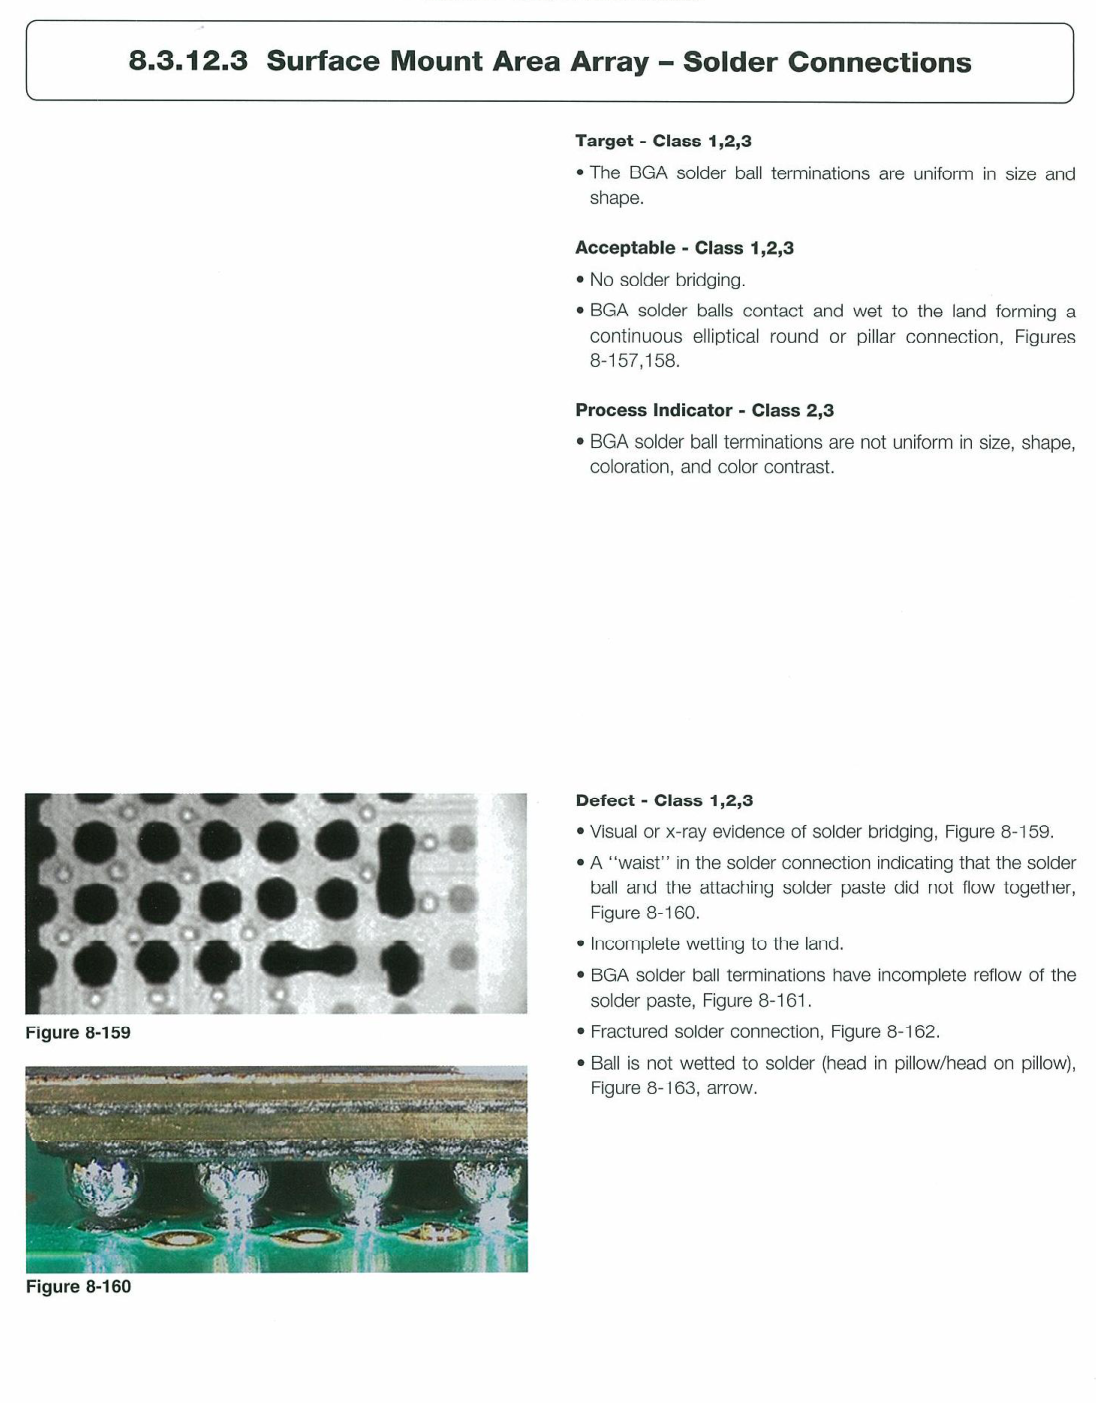 8.3.12.3 Surface Mount Area Array – Solder Connections
Target - Class 1,2,3
• The BGA solder ball terminations are uniform in size and
shape.
Acceptable - Class 1,2,3
• No solder bridging.
• BGA solder balls contact and wet to the land forming a
continuous elliptical round or pillar connection, Figures
8-157,158.
Process Indicator - Class 2,3
• BGA solder ball terminations are not uniform in size, shape,
coloration, and color contrast.
Defect - Class 1,2,3
• Visual or x-ray evidence of solder bridging, Figure 8-159.
• A ‘‘waist’’ in the solder connection indicating that the solder
ball and the attaching solder paste did not flow together,
Figure 8-160.
• Incomplete wetting to the land.
• BGA solder ball terminations have incomplete reflow of the
solder paste, Figure 8-161.
• Fractured solder connection, Figure 8-162.
• Ball is not wetted to solder (head in pillow/head on pillow),
Figure 8-163, arrow.
Figure 8-159
Figure 8-160